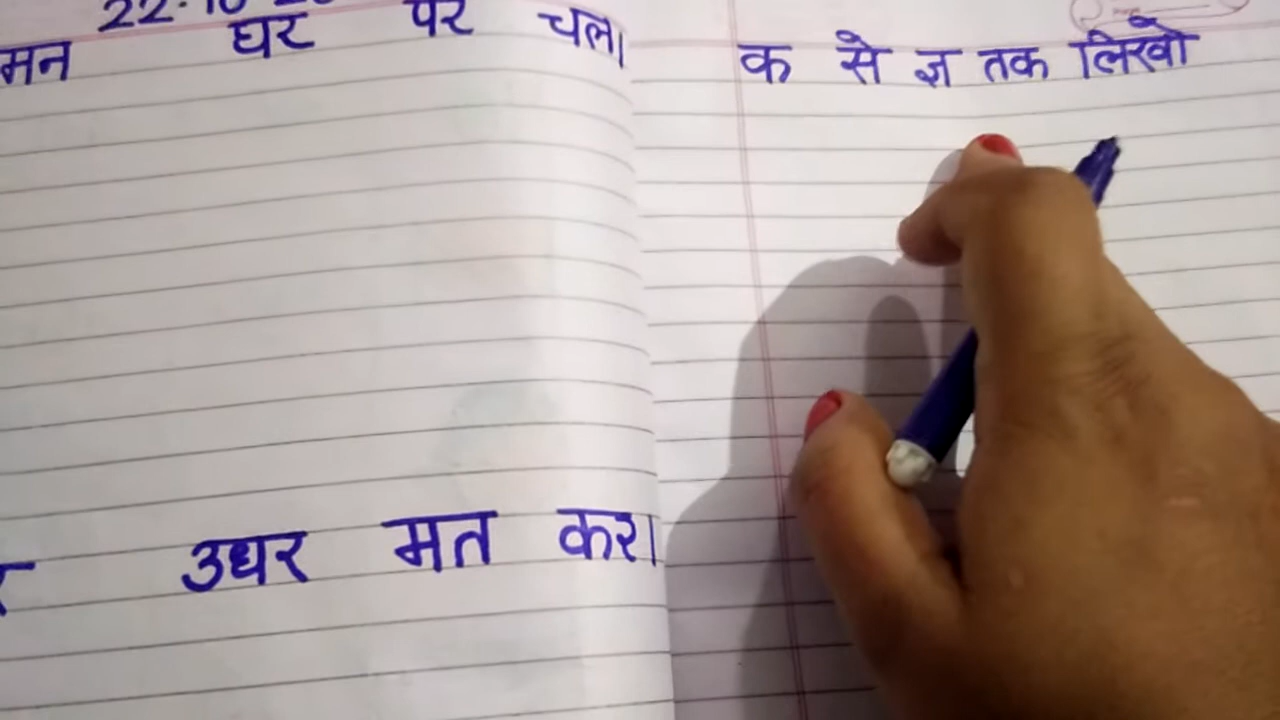 मन घर पर चल।
उधर मत कर।
क से ज्ञ तक लिखो